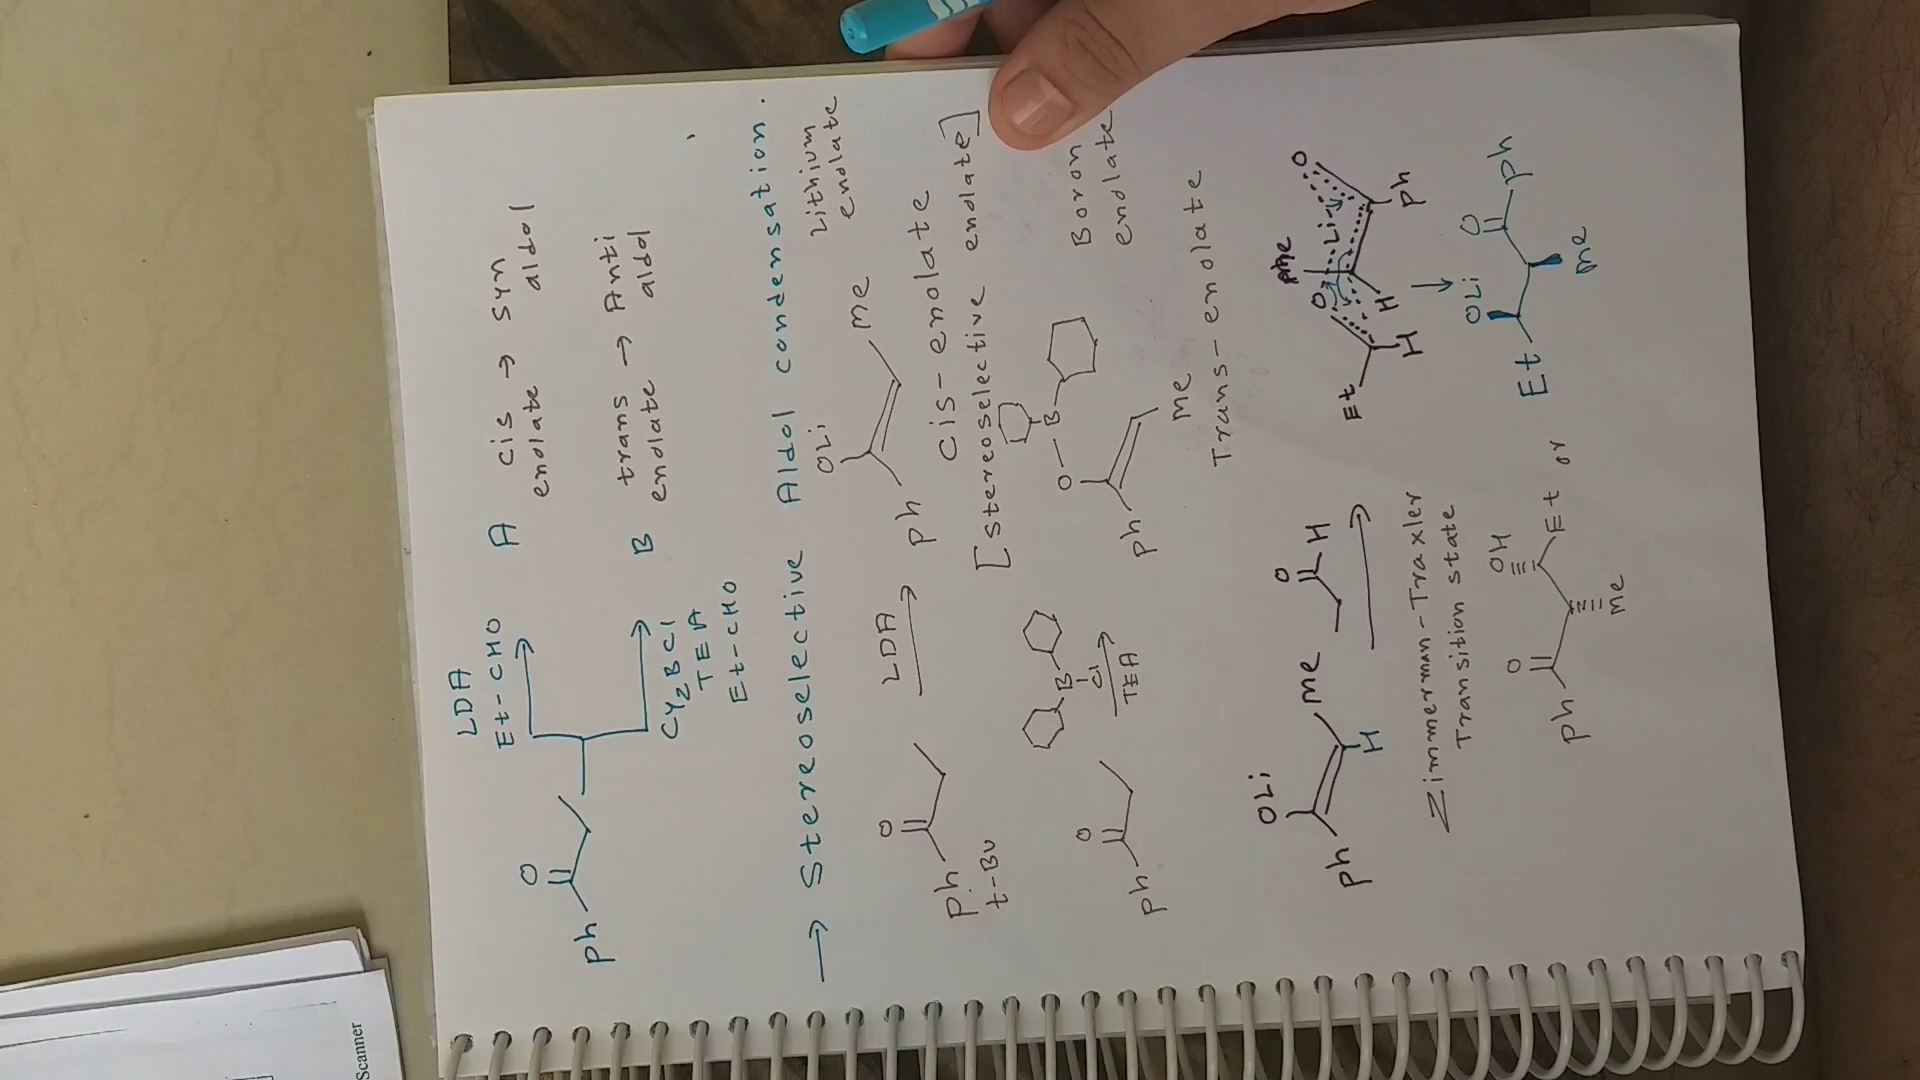 LDA
Et-CHO
A
cis → syn
enolate aldol
O
Ph
B
trans → Anti
enolate aldol
Cy2BCl
TEA
Et-CHO
→ Stereoselective Aldol condensation.
O
Ph
t-Bu
LDA
OLi
Ph
Me
Lithium
enolate
cis-enolate
[stereoselective enolate]
O
Ph
B
Cl
TEA
O-B
Ph
Me
Boron
enolate
Trans-enolate
OLi
Ph
Me
H
O
H
Zimmerman-Traxler
Transition state
Et
H
O
H
Li
O
Ph
O
Ph
OH
Et or
Me
OLi
O
Et
Ph
Me
Scanner